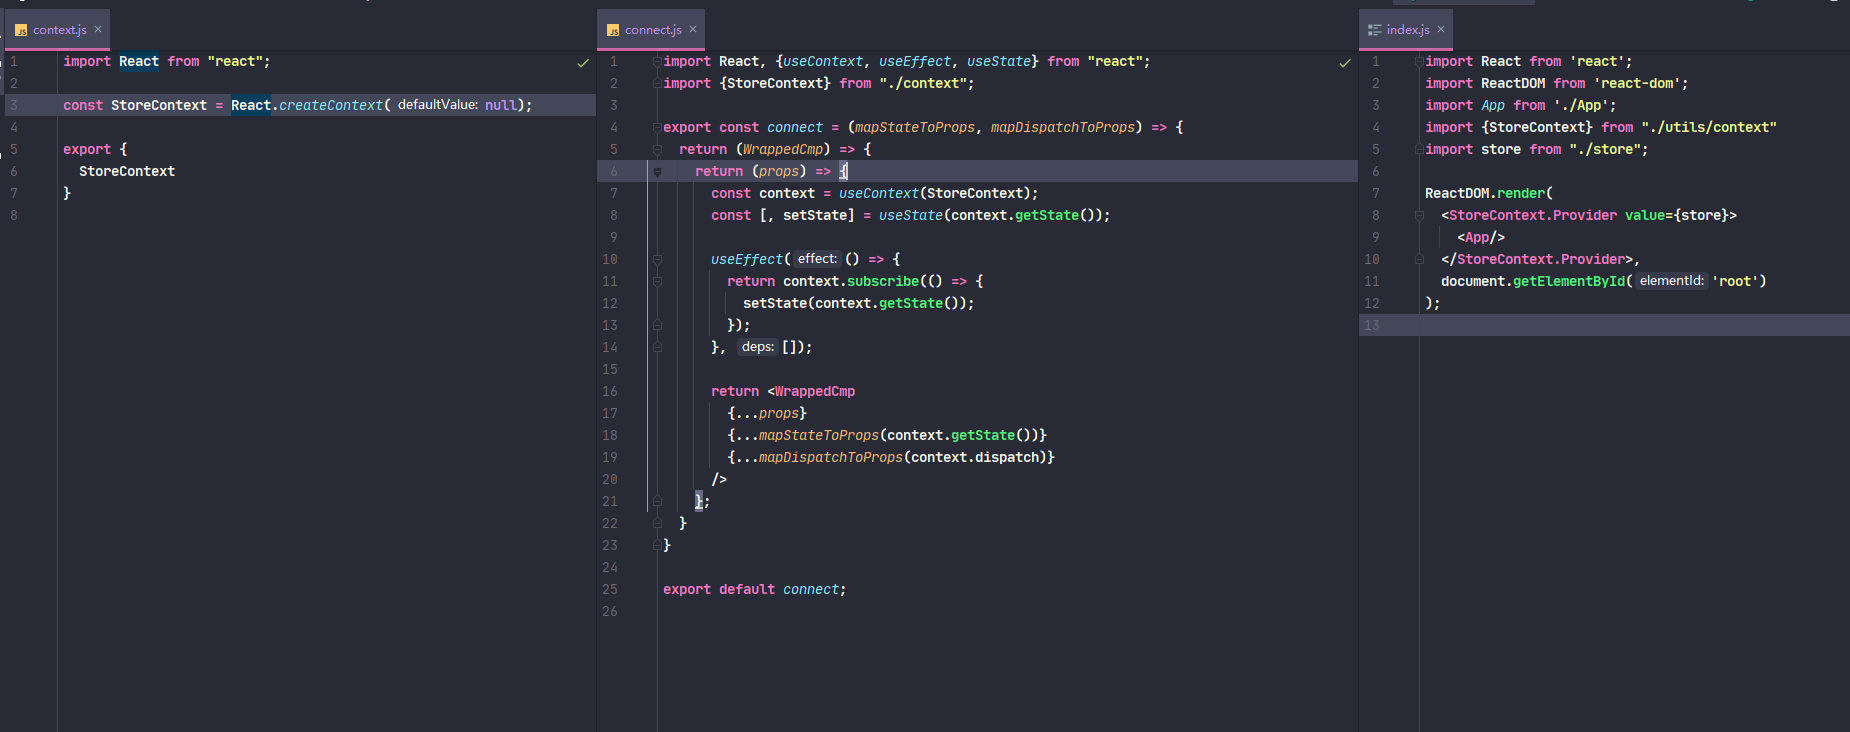 context.js ×
1 import React from "react";
2
3 const StoreContext = React.createContext( defaultValue: null);
4
5 export {
6 StoreContext
7 }
8
connect.js ×
1 import React, {useContext, useEffect, useState} from "react";
2 import {StoreContext} from "./context";
3
4 export const connect = (mapStateToProps, mapDispatchToProps) => {
5 return (WrappedCmp) => {
6 return (props) => {
7 const context = useContext(StoreContext);
8 const [, setState] = useState(context.getState());
9
10 useEffect( effect: () => {
11 return context.subscribe(() => {
12 setState(context.getState());
13 });
14 }, deps: []);
15
16 return <WrappedCmp
17 {...props}
18 {...mapStateToProps(context.getState())}
19 {...mapDispatchToProps(context.dispatch)}
20 />
21 };
22 }
23 }
24
25 export default connect;
26
index.js ×
1 import React from 'react';
2 import ReactDOM from 'react-dom';
3 import App from './App';
4 import {StoreContext} from "./utils/context"
5 import store from "./store";
6
7 ReactDOM.render(
8 <StoreContext.Provider value={store}>
9 <App/>
10 </StoreContext.Provider>,
11 document.getElementById( elementId: 'root')
12 );
13